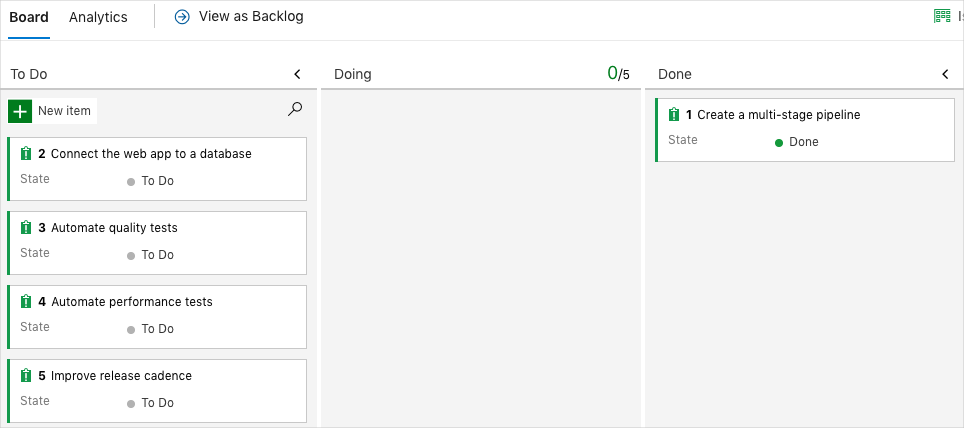 Board Analytics View as Backlog
To Do
New item
2 Connect the web app to a database
State To Do
3 Automate quality tests
State To Do
4 Automate performance tests
State To Do
5 Improve release cadence
State To Do
Doing 0/5
Done
1 Create a multi-stage pipeline
State Done